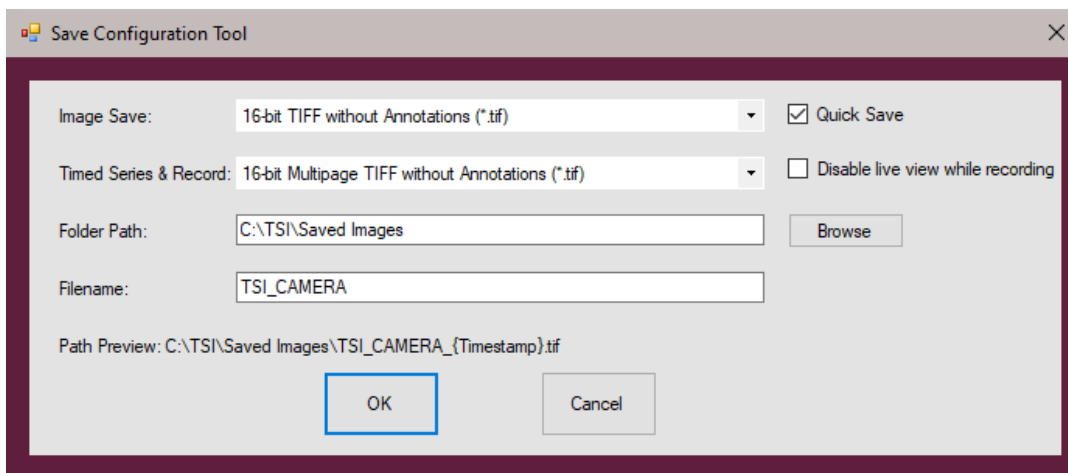 Save Configuration Tool
Image Save: 16-bit TIFF without Annotations (*.tif) Quick Save
Timed Series & Record: 16-bit Multipage TIFF without Annotations (*.tif) Disable live view while recording
Folder Path: C:\TSI\Saved Images Browse
Filename: TSI_CAMERA
Path Preview: C:\TSI\Saved Images\TSI_CAMERA_{Timestamp}.tif
OK Cancel